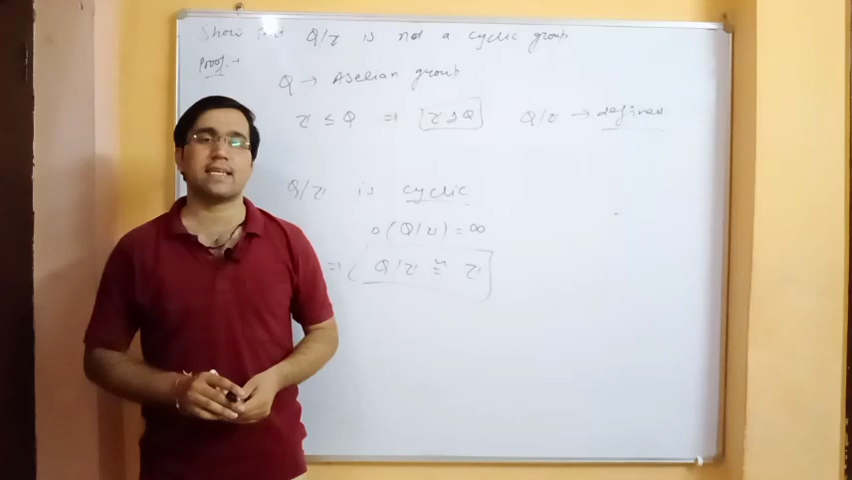 Show that Q/Z is not a cyclic group
Proof:→
Q → Abelian group
Z ≤ Q ⇒ Z ⊴ Q Q/Z → defined
Q/Z is cyclic
o(Q/Z) = ∞
⇒ ( Q/Z ≅ Z